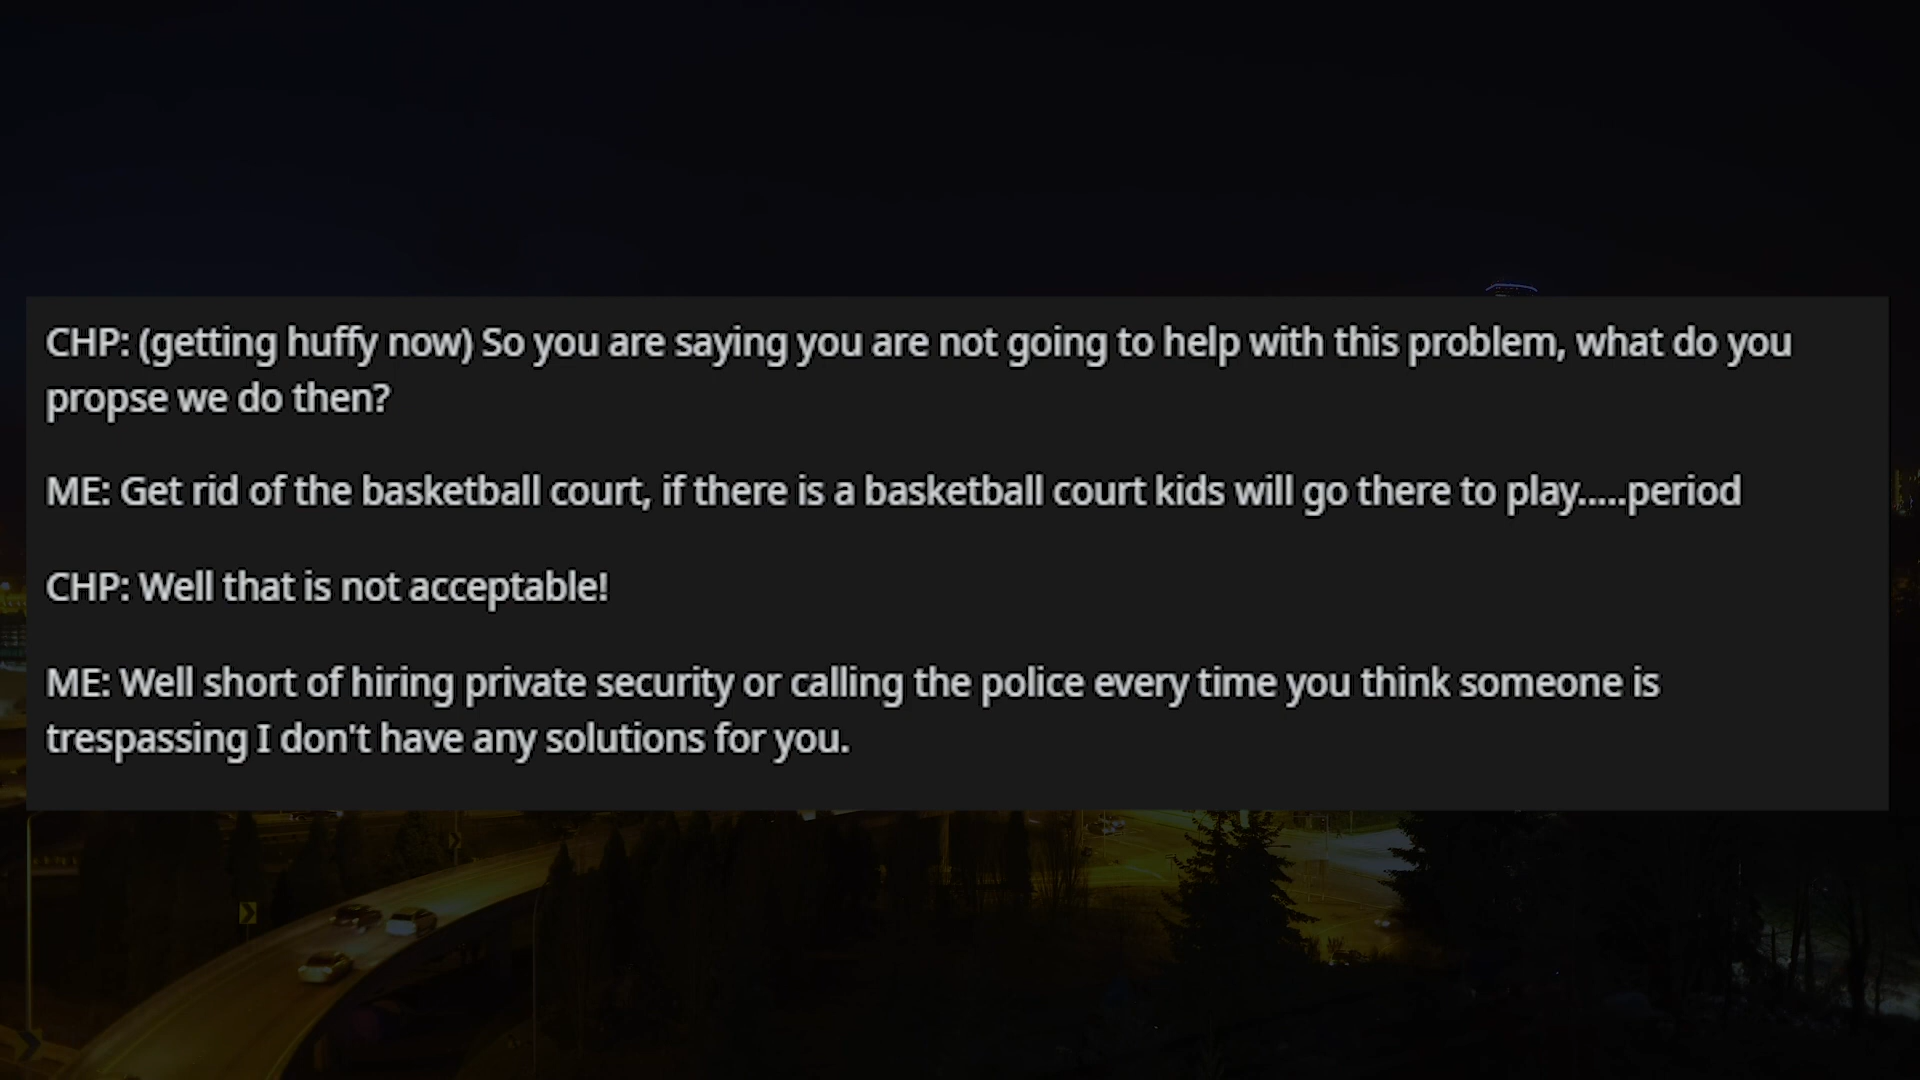 CHP: (getting huffy now) So you are saying you are not going to help with this problem, what do you
propse we do then?
ME: Get rid of the basketball court, if there is a basketball court kids will go there to play.....period
CHP: Well that is not acceptable!
ME: Well short of hiring private security or calling the police every time you think someone is
trespassing I don't have any solutions for you.